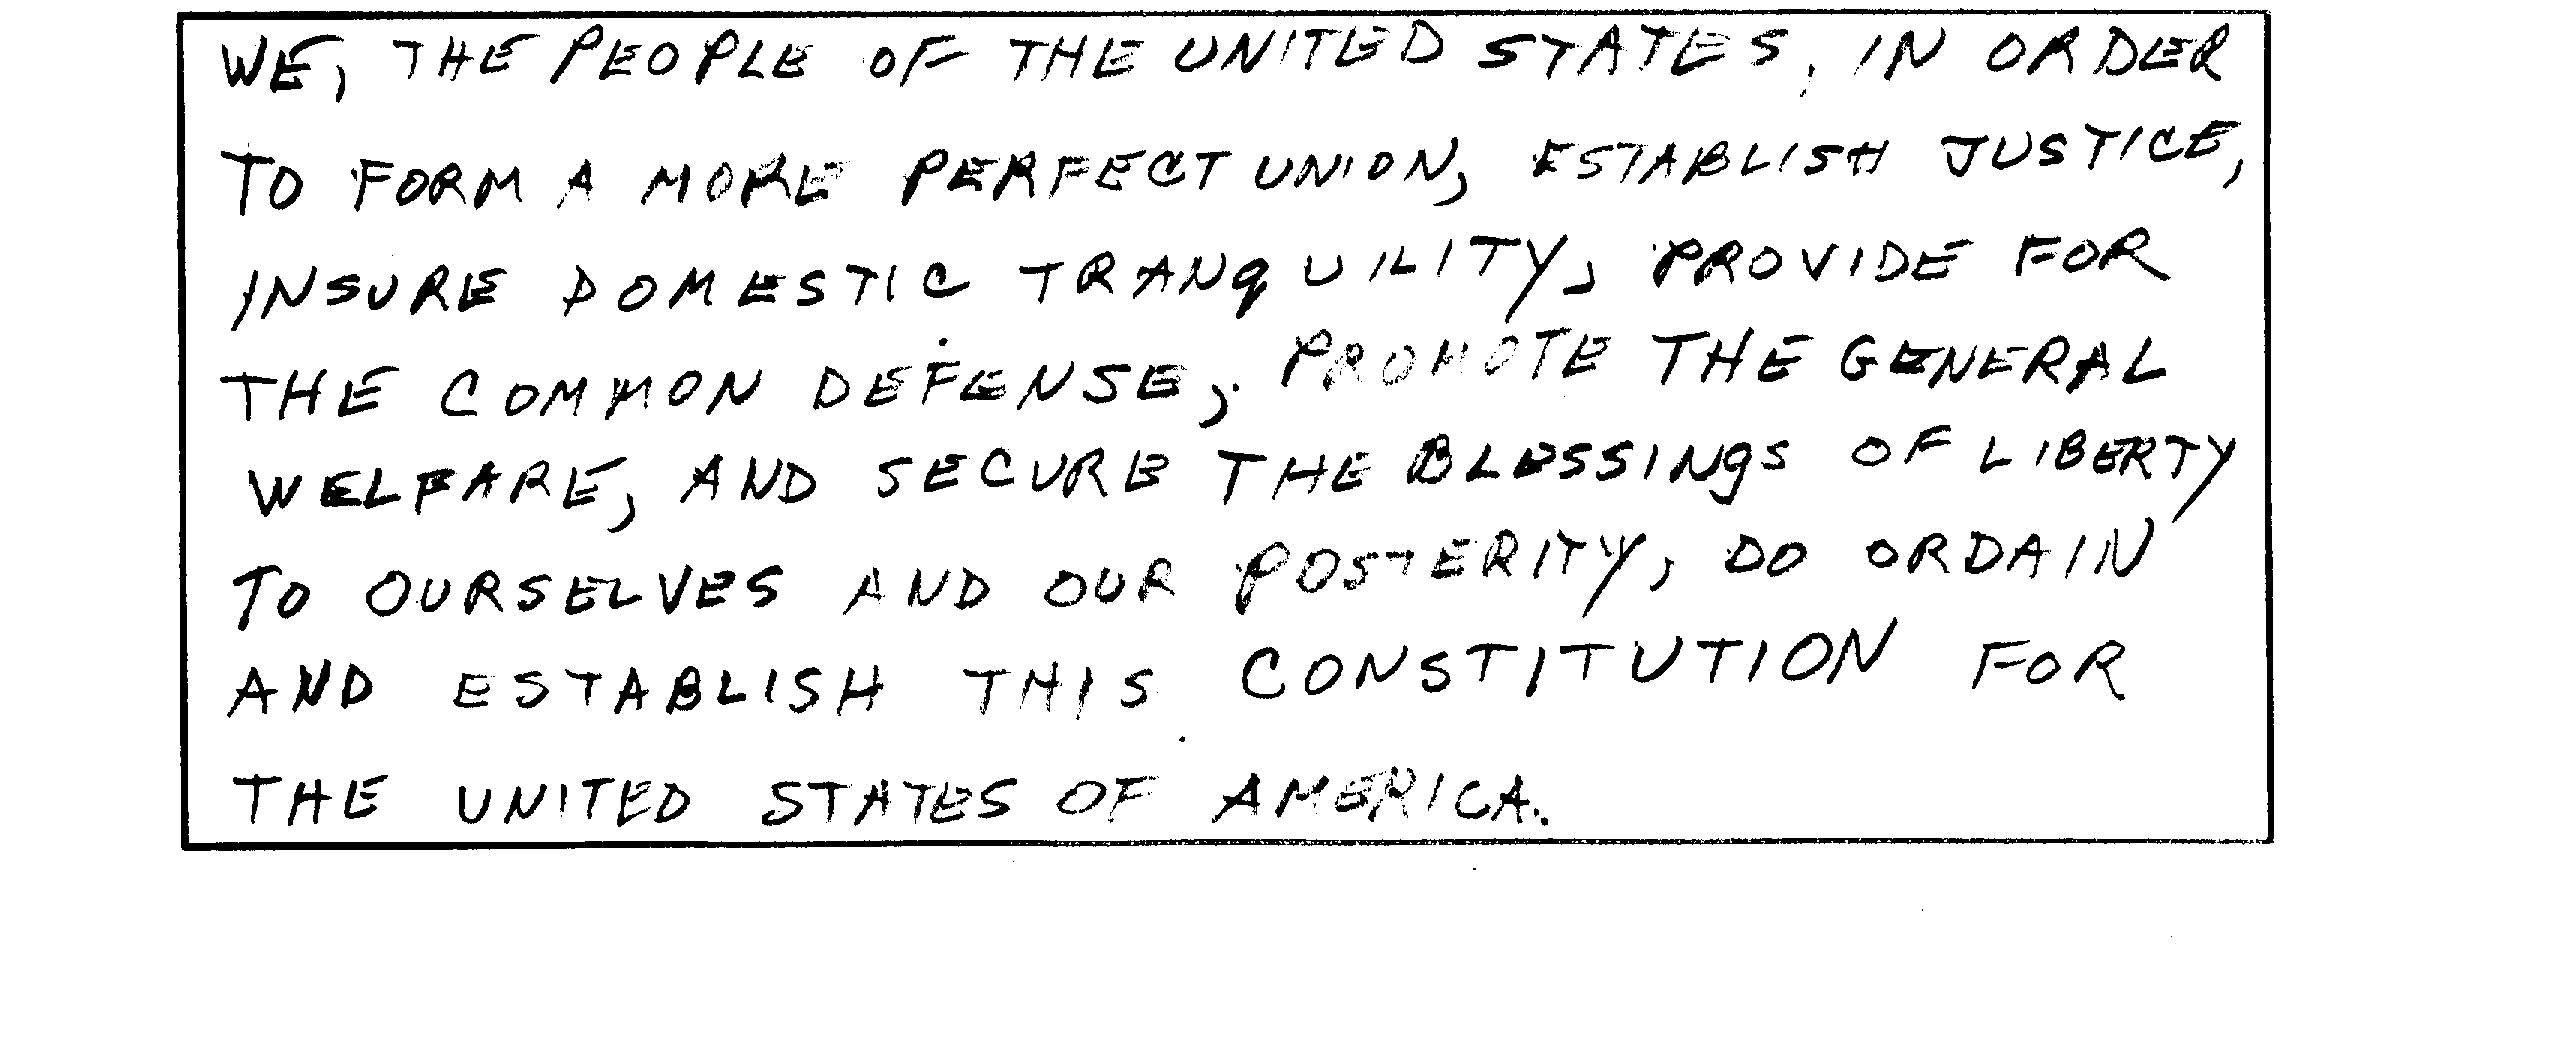 WE, THE PEOPLE OF THE UNITED STATES, IN ORDER
TO FORM A MORE PERFECT UNION, ESTABLISH JUSTICE,
INSURE DOMESTIC TRANQUILITY, PROVIDE FOR
THE COMMON DEFENSE, PROMOTE THE GENERAL
WELFARE, AND SECURE THE BLESSINGS OF LIBERTY
TO OURSELVES AND OUR POSTERITY, DO ORDAIN
AND ESTABLISH THIS CONSTITUTION FOR
THE UNITED STATES OF AMERICA.